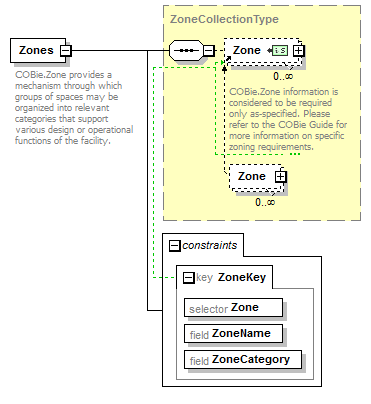 ZoneCollectionType
Zones
COBie.Zone provides a
mechanism through which
groups of spaces may be
organized into relevant
categories that support
various design or operational
functions of the facility.
Zone
is
0..∞
COBie.Zone information is
considered to be required
only as-specified. Please
refer to the COBie Guide for
more information on specific
zoning requirements.
Zone
0..∞
constraints
key ZoneKey
selector Zone
field ZoneName
field ZoneCategory